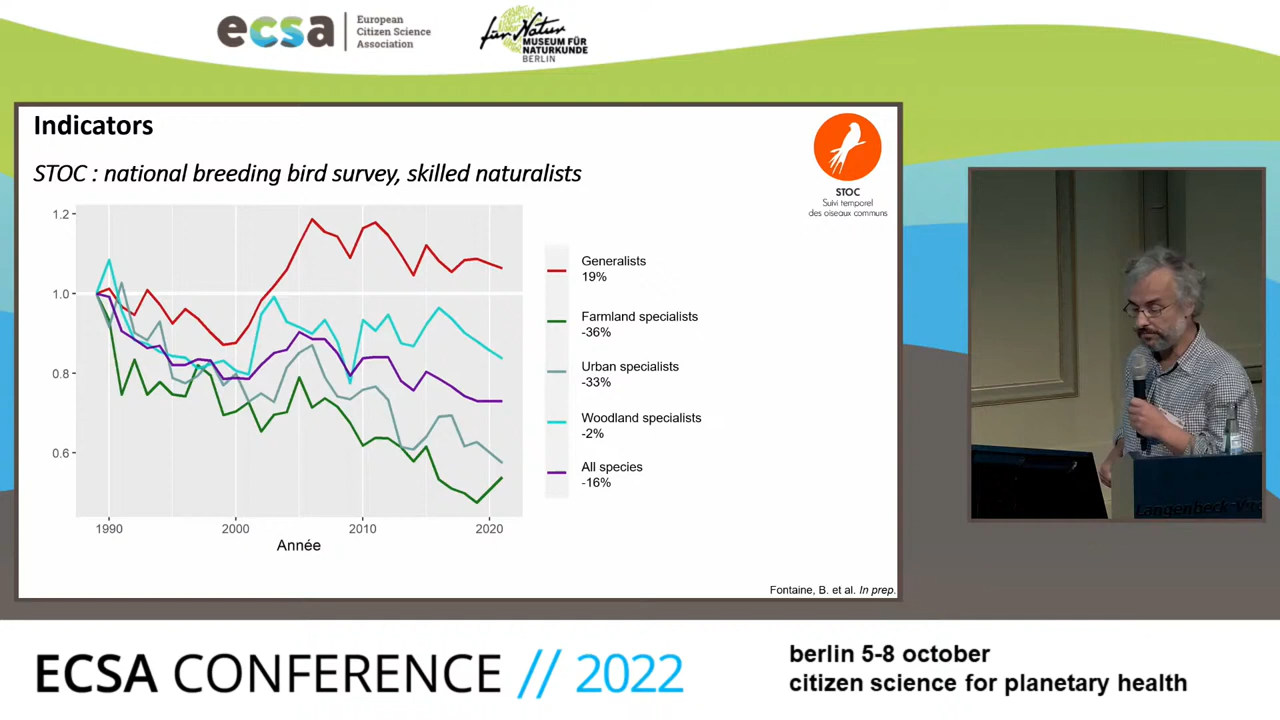 ecsa
European
Citizen Science
Association
für Natur
MUSEUM FÜR
NATURKUNDE
BERLIN
Indicators
STOC : national breeding bird survey, skilled naturalists
STOC
Suivi temporel
des oiseaux communs
1.2
1.0
0.8
0.6
1990
2000
2010
2020
Année
Generalists
19%
Farmland specialists
-36%
Urban specialists
-33%
Woodland specialists
-2%
All species
-16%
Fontaine, B. et al. In prep.
Langenbeck-Virc
ECSA CONFERENCE // 2022
berlin 5-8 october
citizen science for planetary health